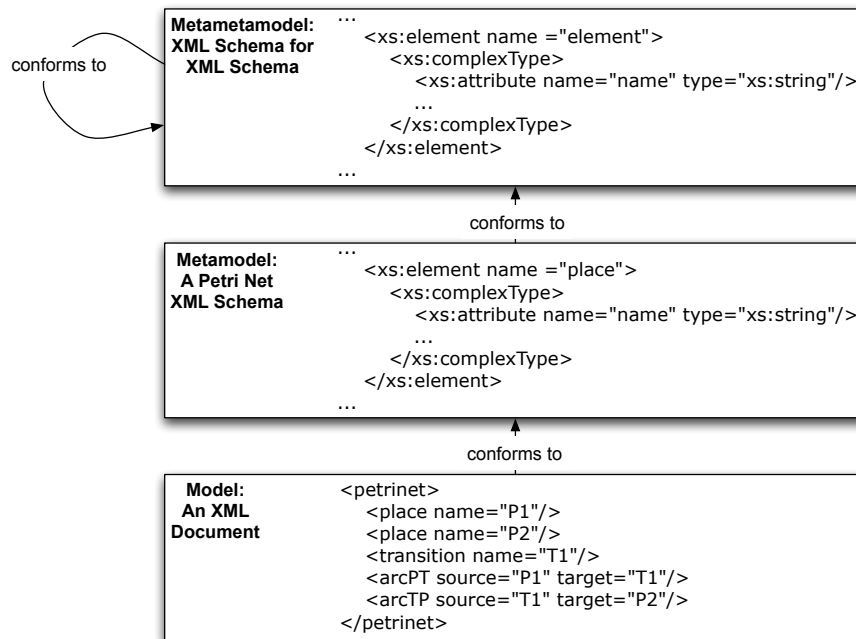 Metametamodel:
XML Schema for
XML Schema
conforms to
...
<xs:element name ="element">
<xs:complexType>
<xs:attribute name="name" type="xs:string"/>
...
</xs:complexType>
</xs:element>
...
conforms to
Metamodel:
A Petri Net
XML Schema
...
<xs:element name ="place">
<xs:complexType>
<xs:attribute name="name" type="xs:string"/>
...
</xs:complexType>
</xs:element>
...
conforms to
Model:
An XML
Document
<petrinet>
<place name="P1"/>
<place name="P2"/>
<transition name="T1"/>
<arcPT source="P1" target="T1"/>
<arcTP source="T1" target="P2"/>
</petrinet>